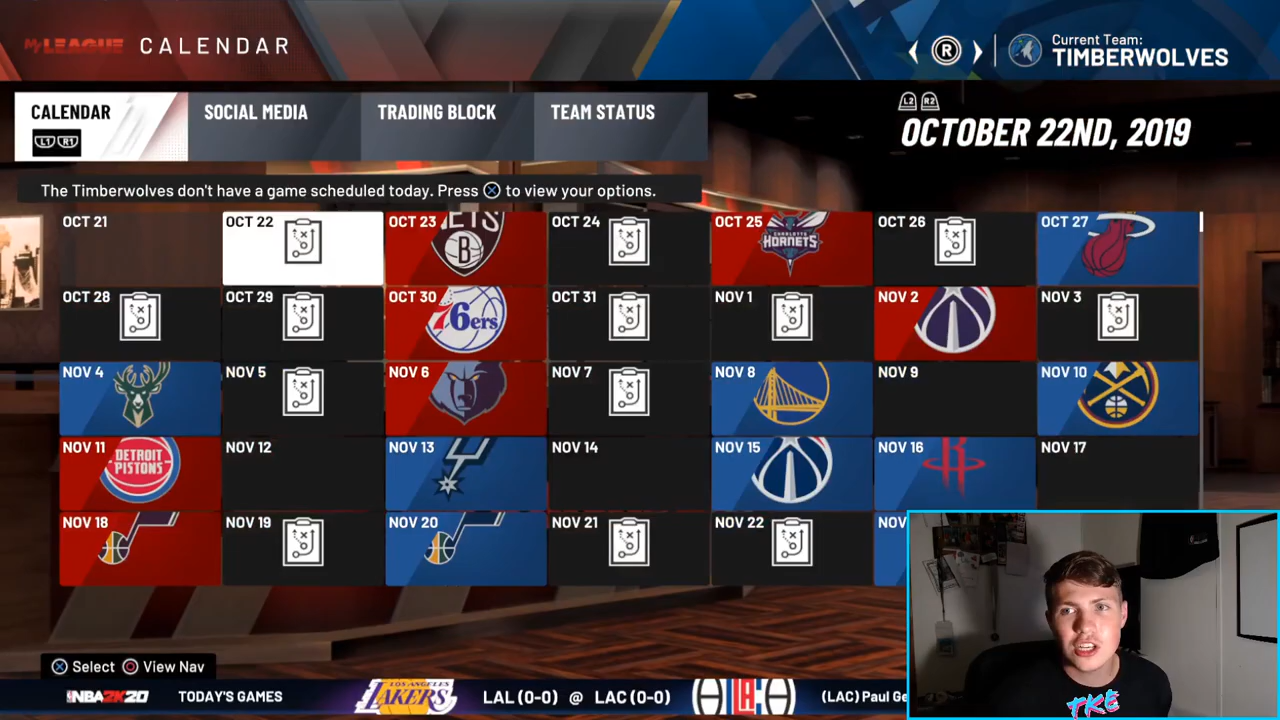 MyLEAGUE CALENDAR
R
Current Team:
TIMBERWOLVES
CALENDAR
L1 R1
SOCIAL MEDIA
TRADING BLOCK
TEAM STATUS
L2 R2
OCTOBER 22ND, 2019
The Timberwolves don't have a game scheduled today. Press to view your options.
OCT 21
OCT 22
OCT 23
NETS
B
OCT 24
OCT 25
CHARLOTTE
HORNETS
OCT 26
OCT 27
OCT 28
OCT 29
OCT 30
76ers
OCT 31
NOV 1
NOV 2
NOV 3
NOV 4
NOV 5
NOV 6
NOV 7
NOV 8
NOV 9
NOV 10
NOV 11
DETROIT
PISTONS
NOV 12
NOV 13
NOV 14
NOV 15
NOV 16
NOV 17
NOV 18
NOV 19
NOV 20
NOV 21
NOV 22
NOV
Select View Nav
NBA2K20 TODAY'S GAMES
LOS ANGELES
LAKERS
LAL (0-0) @ LAC (0-0)
(LAC) Paul Ge
TKE